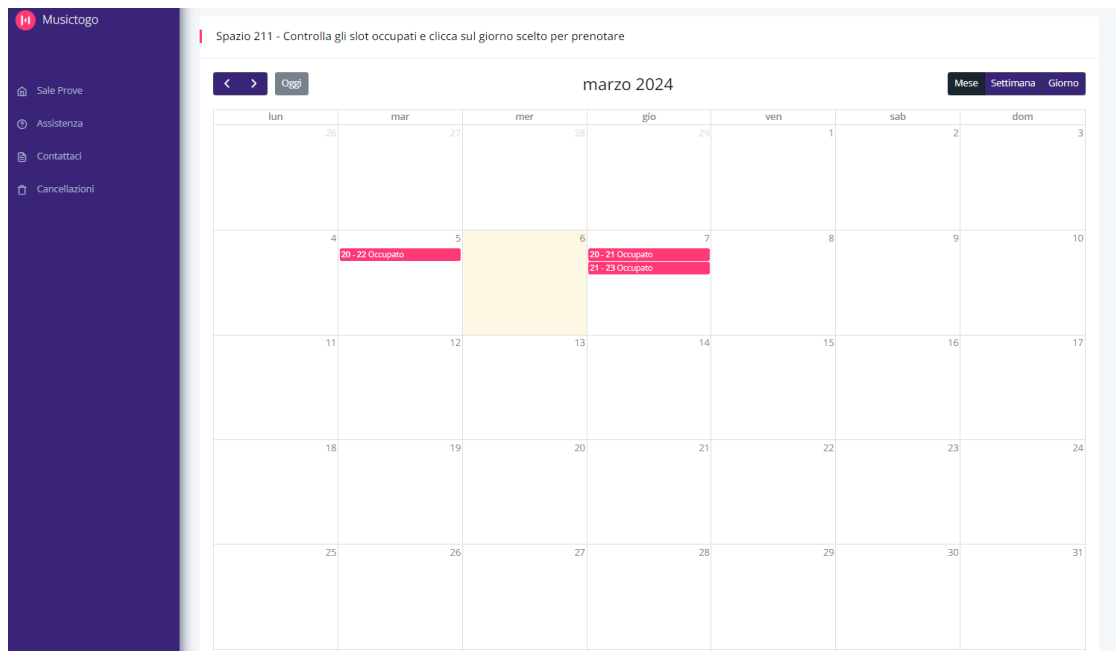 Musictogo
Sale Prove
Assistenza
Contattaci
Cancellazioni
Spazio 211 - Controlla gli slot occupati e clicca sul giorno scelto per prenotare
Oggi
marzo 2024
Mese Settimana Giorno
lun mar mer gio ven sab dom
26 27 28 29 1 2 3
4 5 6 7 8 9 10
20 - 22 Occupato 20 - 21 Occupato
21 - 23 Occupato
11 12 13 14 15 16 17
18 19 20 21 22 23 24
25 26 27 28 29 30 31